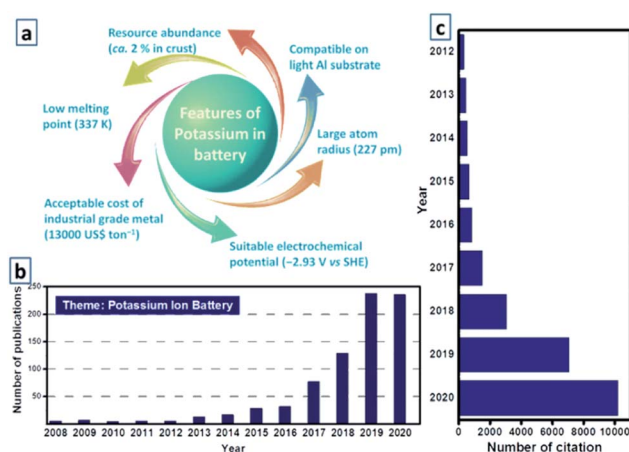 a
Resource abundance
(ca. 2 % in crust)
Compatible on
light Al substrate
Low melting
point (337 K)
Features of
Potassium in
battery
Large atom
radius (227 pm)
Acceptable cost of
industrial grade metal
(13000 US$ ton⁻¹)
Suitable electrochemical
potential (−2.93 V vs SHE)
b
Number of publications
250
200
150
100
50
Theme: Potassium Ion Battery
2008 2009 2010 2011 2012 2013 2014 2015 2016 2017 2018 2019 2020
Year
c
Year
2012
2013
2014
2015
2016
2017
2018
2019
2020
0 2000 4000 6000 8000 10000
Number of citation